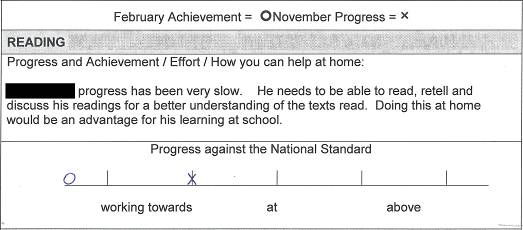 February Achievement = O November Progress = ×
READING
Progress and Achievement / Effort / How you can help at home:
progress has been very slow. He needs to be able to read, retell and
discuss his readings for a better understanding of the texts read. Doing this at home
would be an advantage for his learning at school.
Progress against the National Standard
O ×
working towards at above